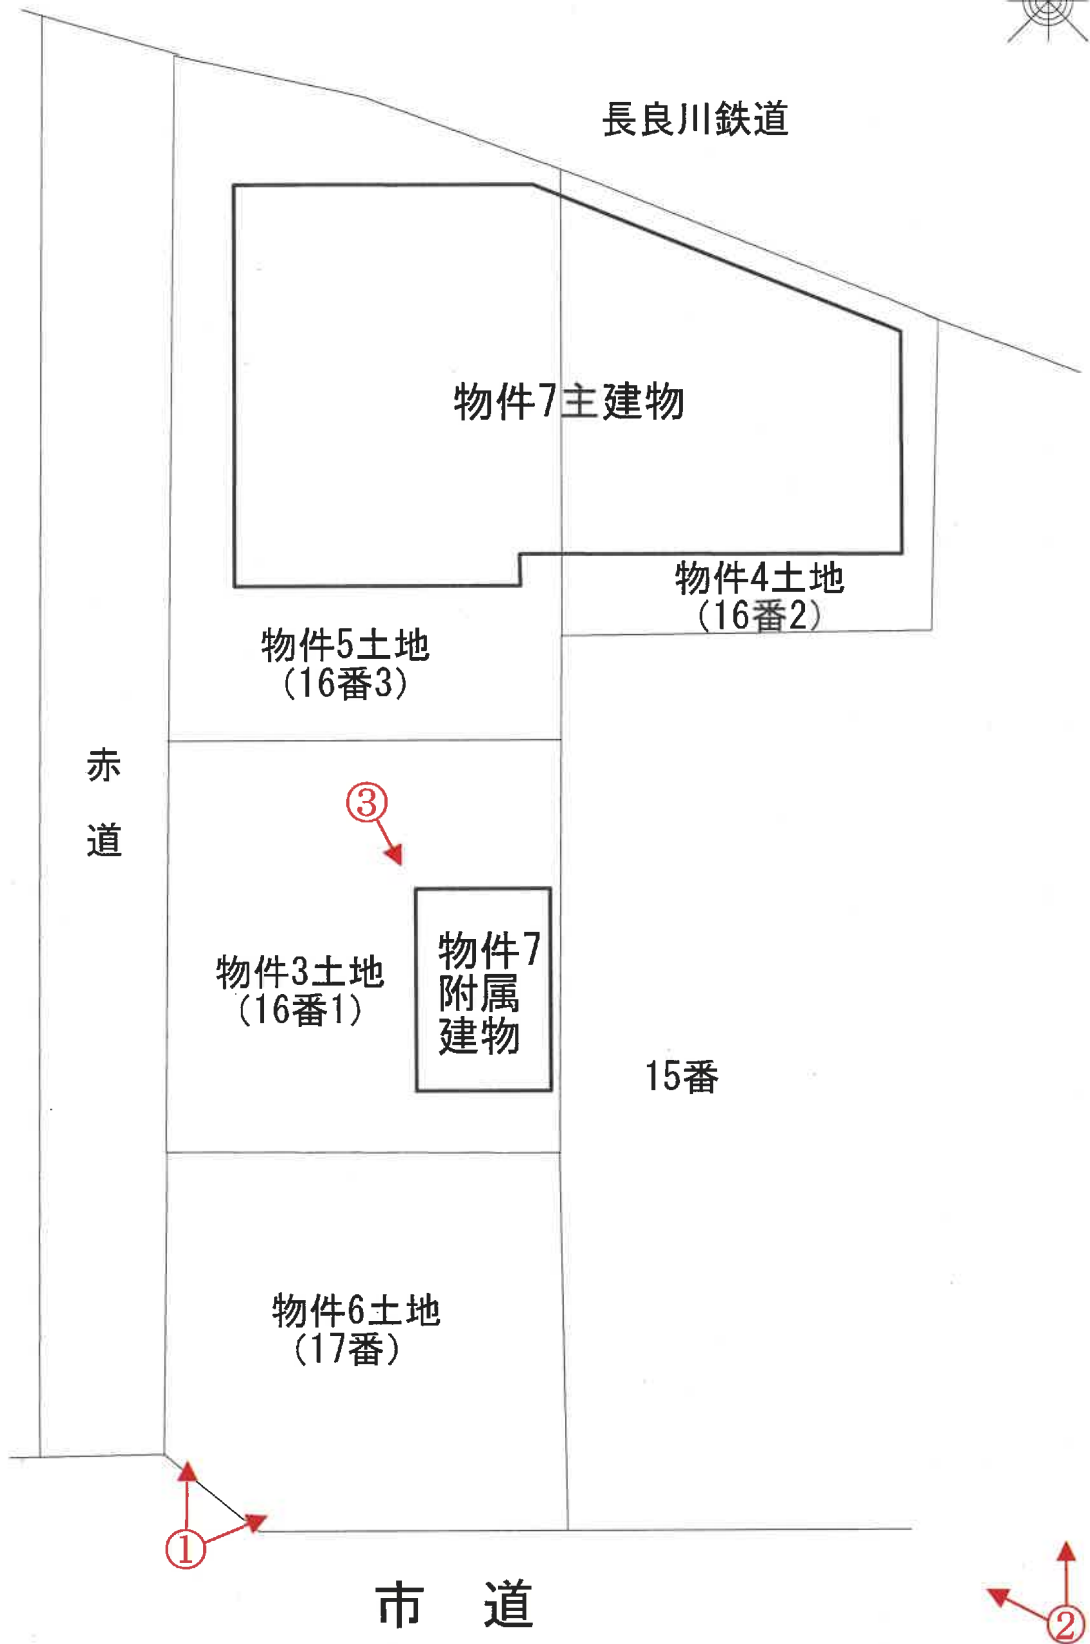 長良川鉄道
物件7主建物
物件4土地
(16番2)
物件5土地
(16番3)
赤道
③
物件7
附属
建物
物件3土地
(16番1)
15番
物件6土地
(17番)
①
市 道
②